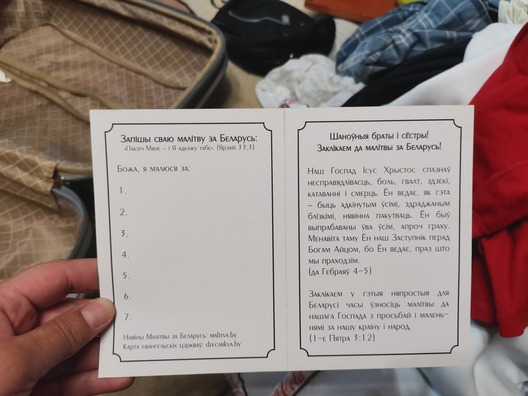 Запішы сваю малітву за Беларусь:
«Пакліч Мяне – і Я адкажу табе». (Ярэмі 33:3)
Божа, я малюся за:
1.
2.
3.
4.
5.
6.
7.
Навіны Малітвы за Беларусь: malitva.by
Карта евангельскіх цэркваў: dzecarkva.by
Шаноўныя браты і сёстры!
Заклікаем да малітвы за Беларусь!
Наш Госпад Ісус Хрыстос спазнаў
несправядлівасць, боль, гвалт, здзекі,
катаванні і смерць. Ён ведае, як гэта
– быць адкінутым ўсімі, здраджаным
блізкімі, нявінна пакутваць. Ён быў
выпрабаваны ўва ўсім, апроч граху.
Менавіта таму Ён наш Заступнік перад
Богам Айцом, бо Ён ведае, праз што
мы праходзім.
(да Гебраяў 4-5)
Заклікаем у гэтыя няпростыя для
Беларусі часы ўзносіць малітвы да
нашага Госпада з просьбай і малень-
нямі за нашу краіну і народ.
(1-е Пятра 3:12)